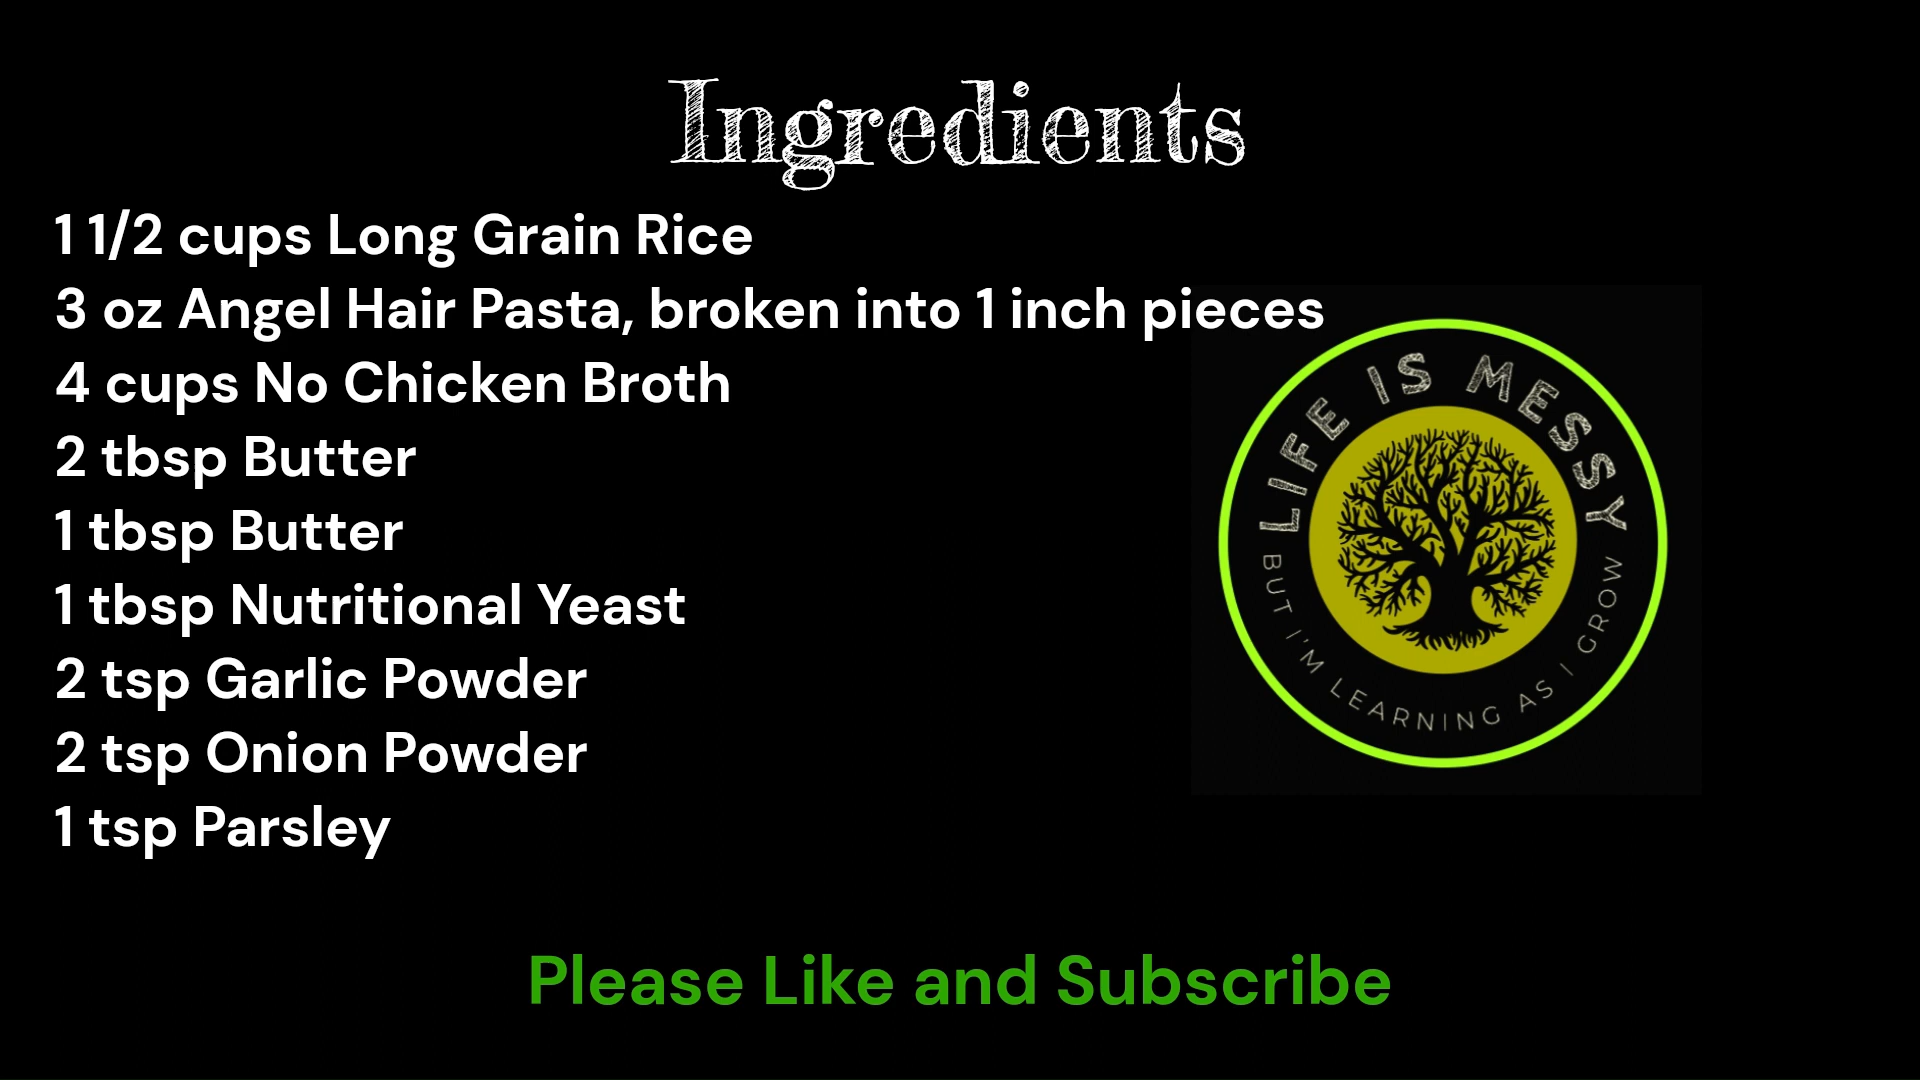 Ingredients
1 1/2 cups Long Grain Rice
3 oz Angel Hair Pasta, broken into 1 inch pieces
4 cups No Chicken Broth
2 tbsp Butter
1 tbsp Butter
1 tbsp Nutritional Yeast
2 tsp Garlic Powder
2 tsp Onion Powder
1 tsp Parsley
LIFE IS MESSY
BUT I'M LEARNING AS I GROW
Please Like and Subscribe